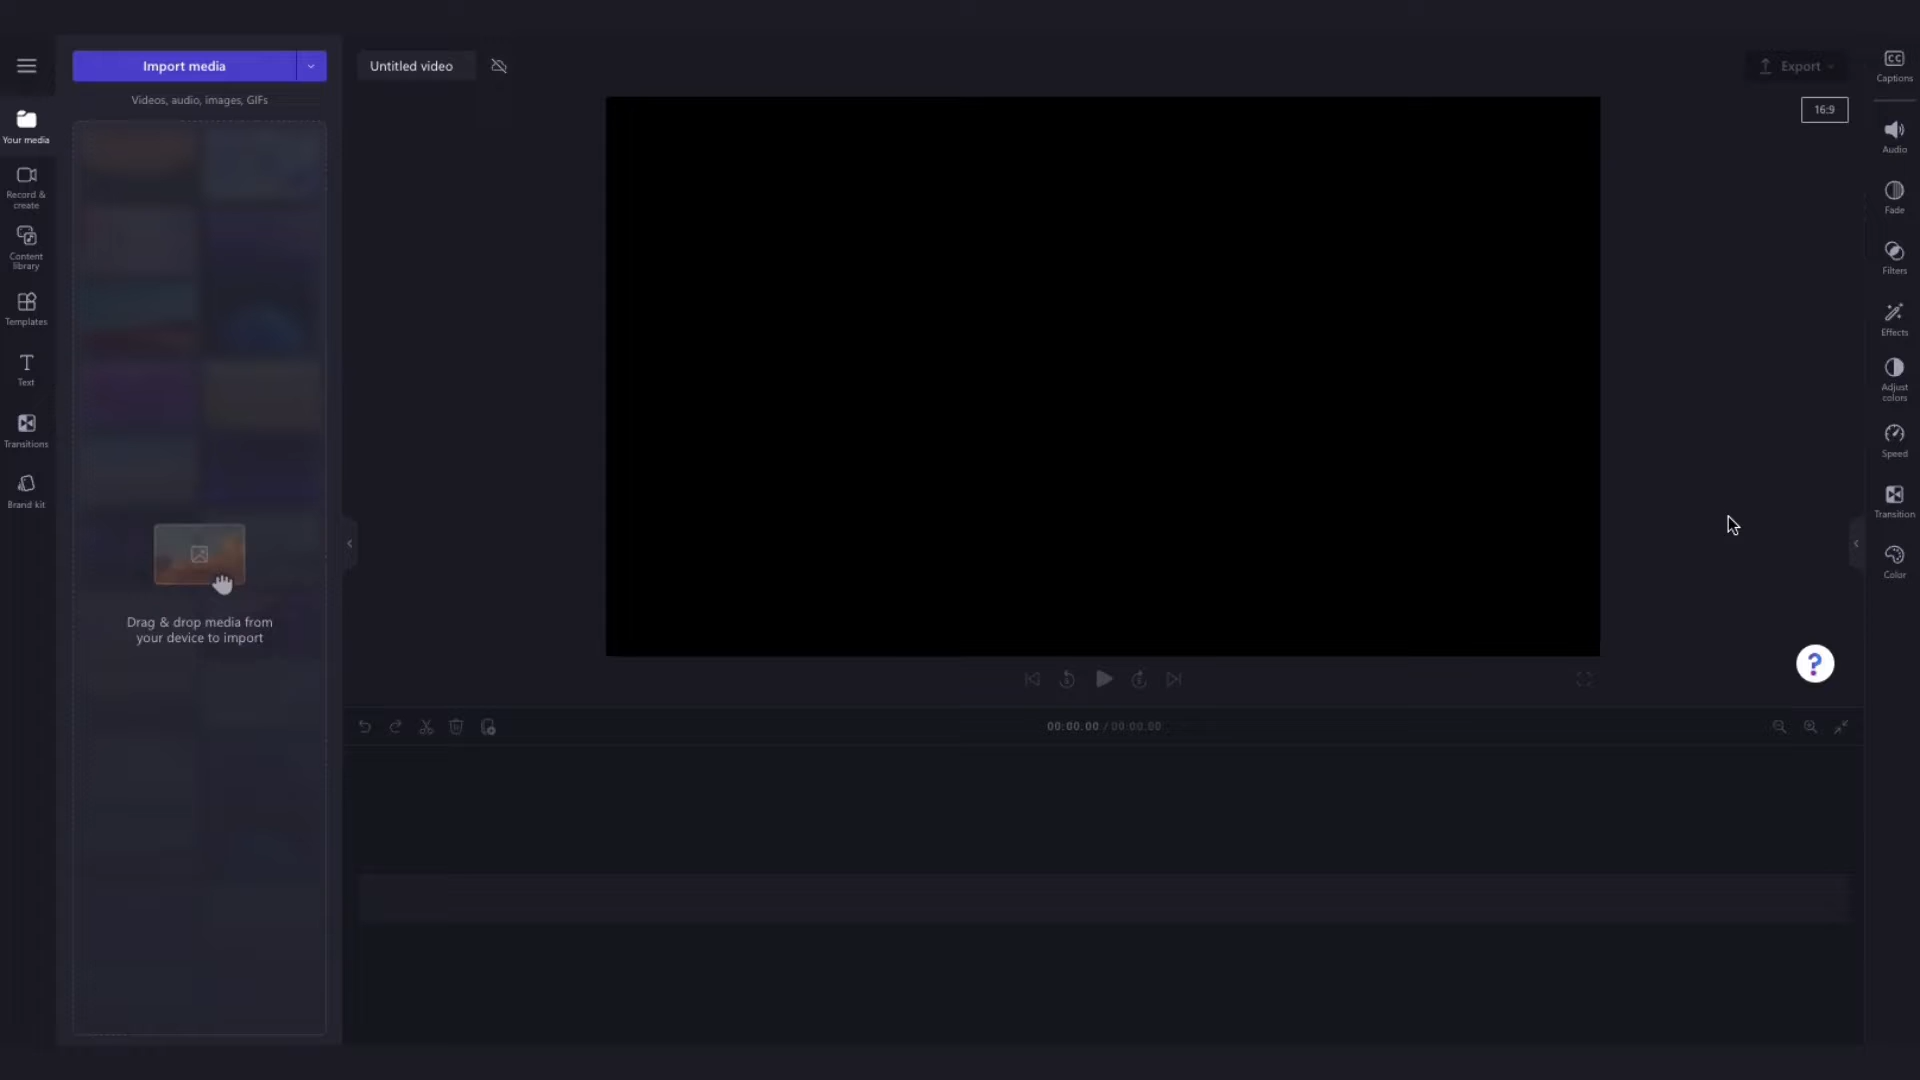 Import media
Videos, audio, images, GIFs
Your media
Record &
create
Content
library
Templates
Text
Transitions
Brand kit
Drag & drop media from
your device to import
Untitled video
Export
16:9
00:00.00 / 00:00.00
CC
Captions
Audio
Fade
Filters
Effects
Adjust
colors
Speed
Transition
Color
?